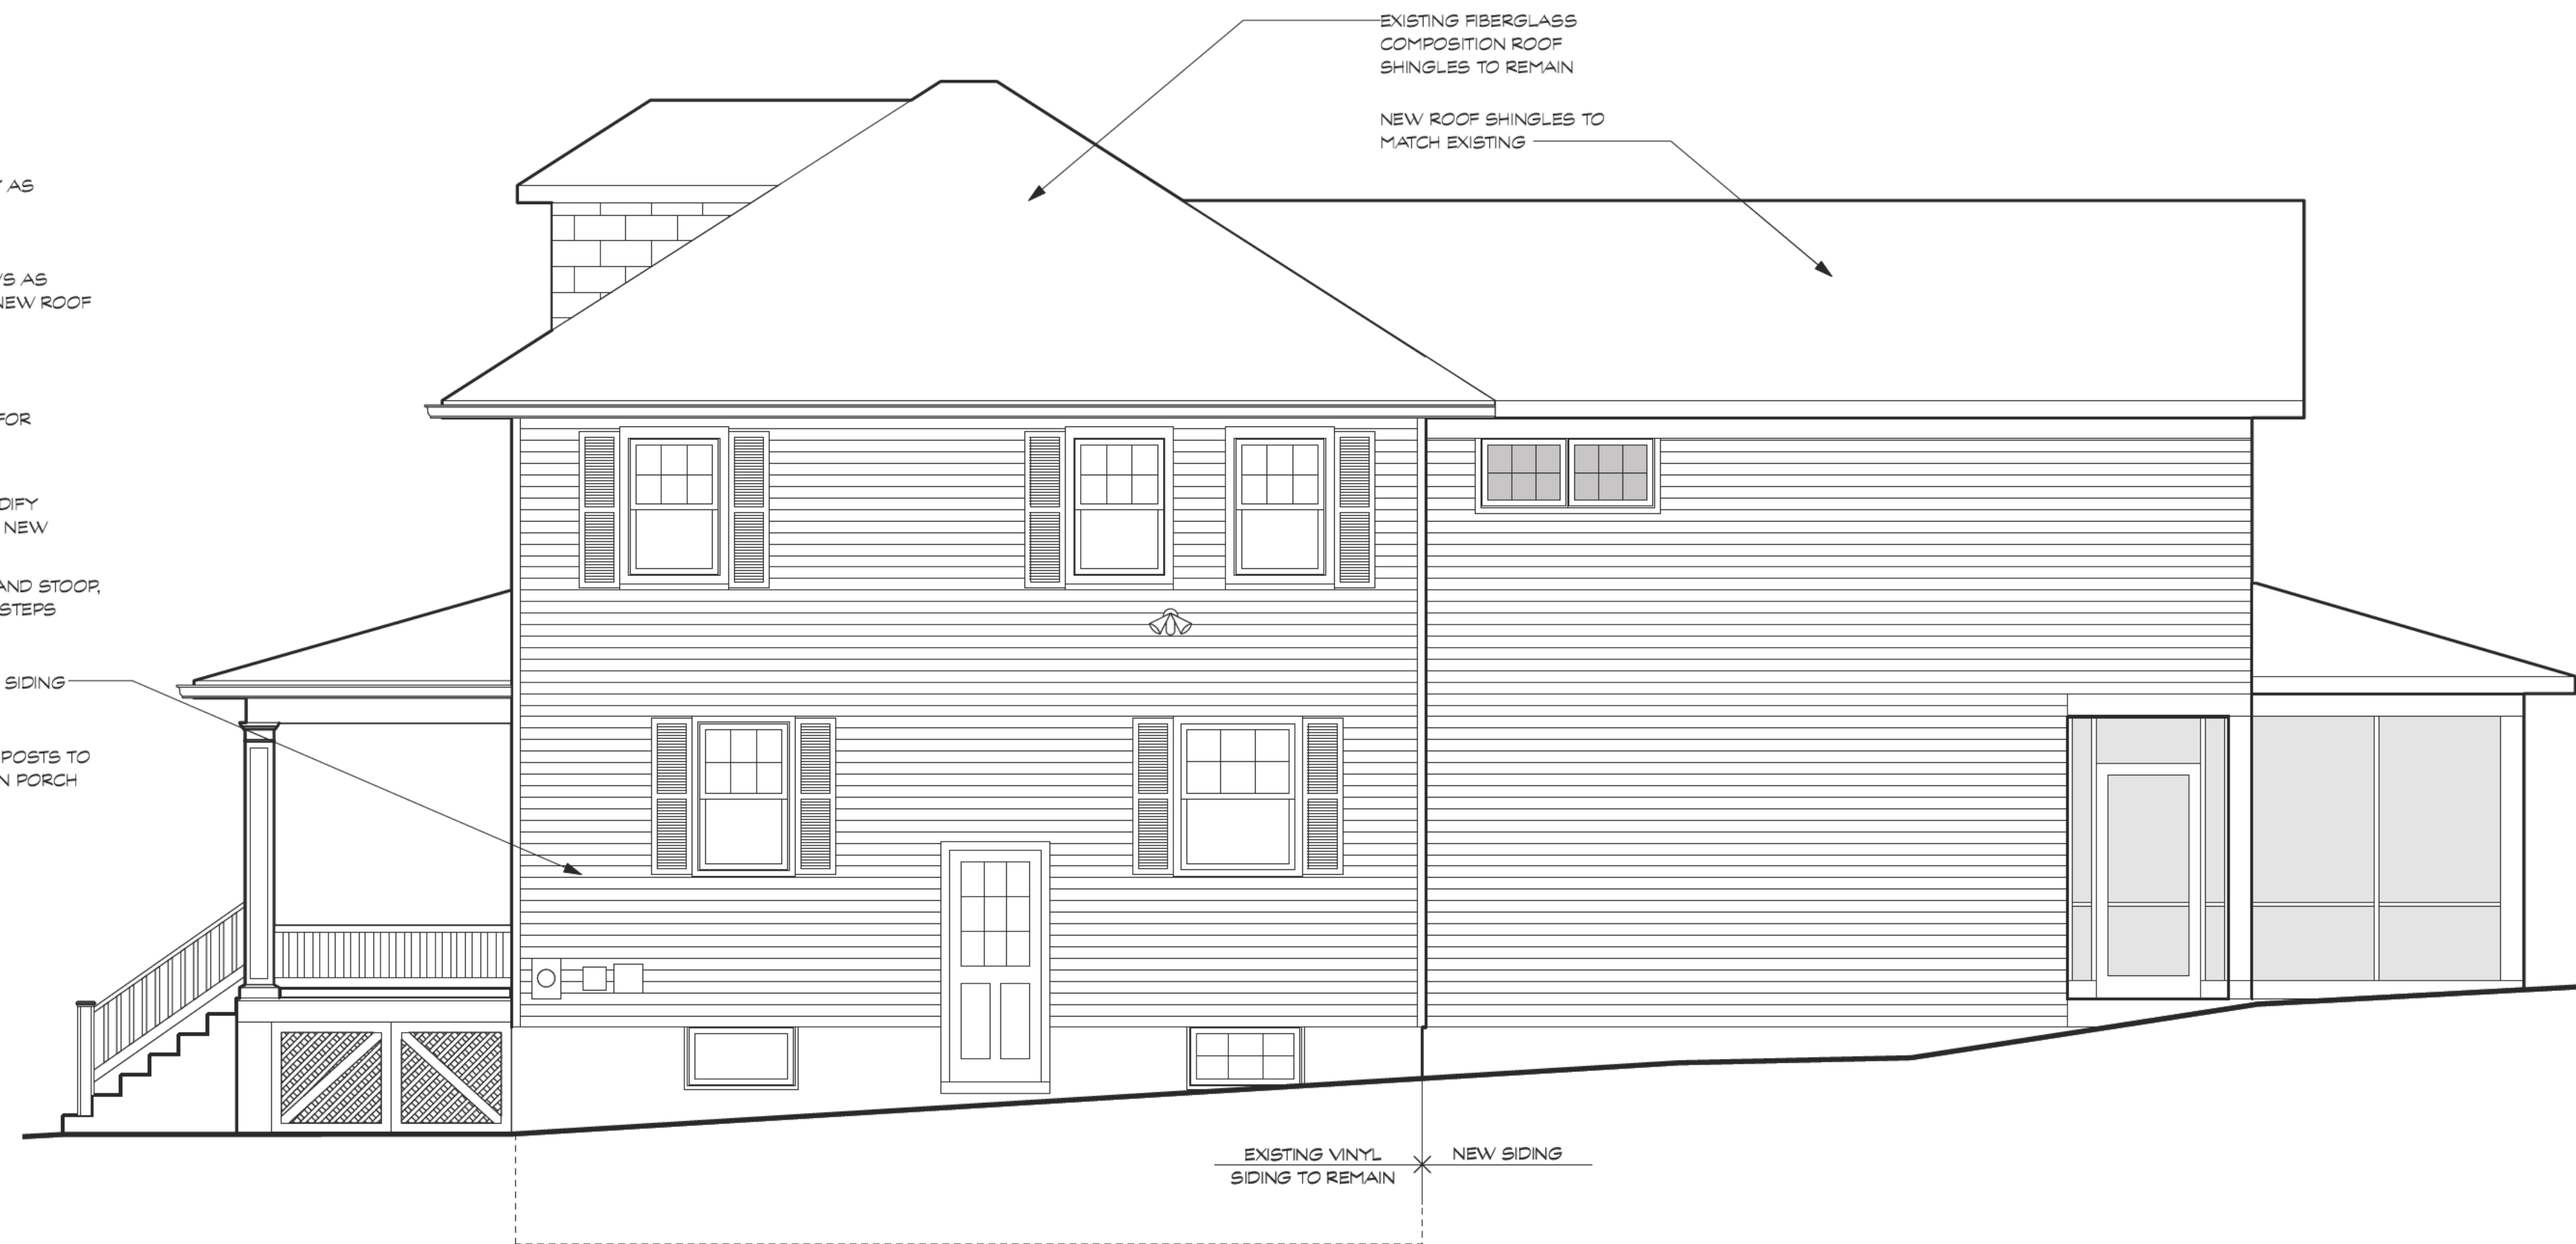 EXISTING FIBERGLASS
COMPOSITION ROOF
SHINGLES TO REMAIN
NEW ROOF SHINGLES TO
MATCH EXISTING
AS
AS
NEW ROOF
FOR
NEW
AND STOOP,
STEPS
SIDING
POSTS TO
PORCH
EXISTING VINYL
SIDING TO REMAIN
NEW SIDING